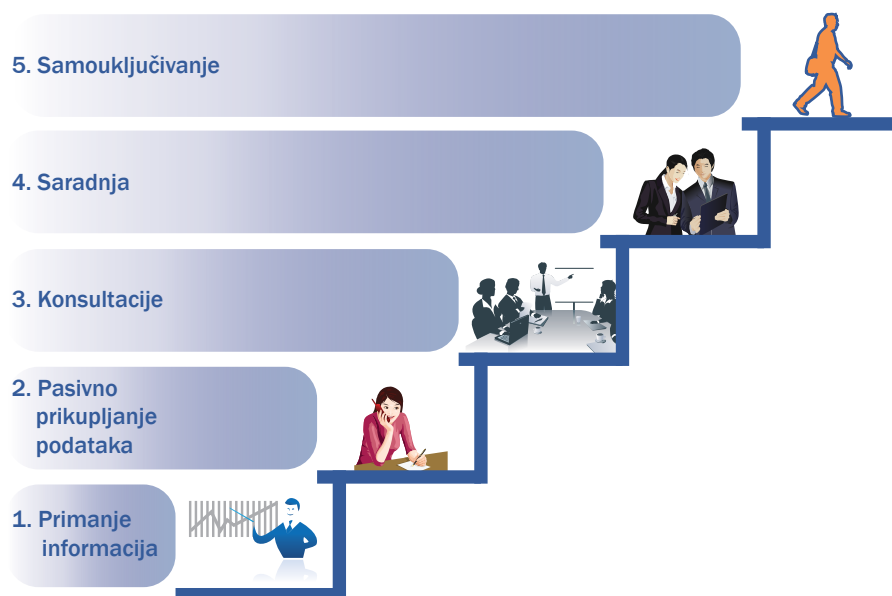 5. Samouključivanje
4. Saradnja
3. Konsultacije
2. Pasivno
prikupljanje
podataka
1. Primanje
informacija